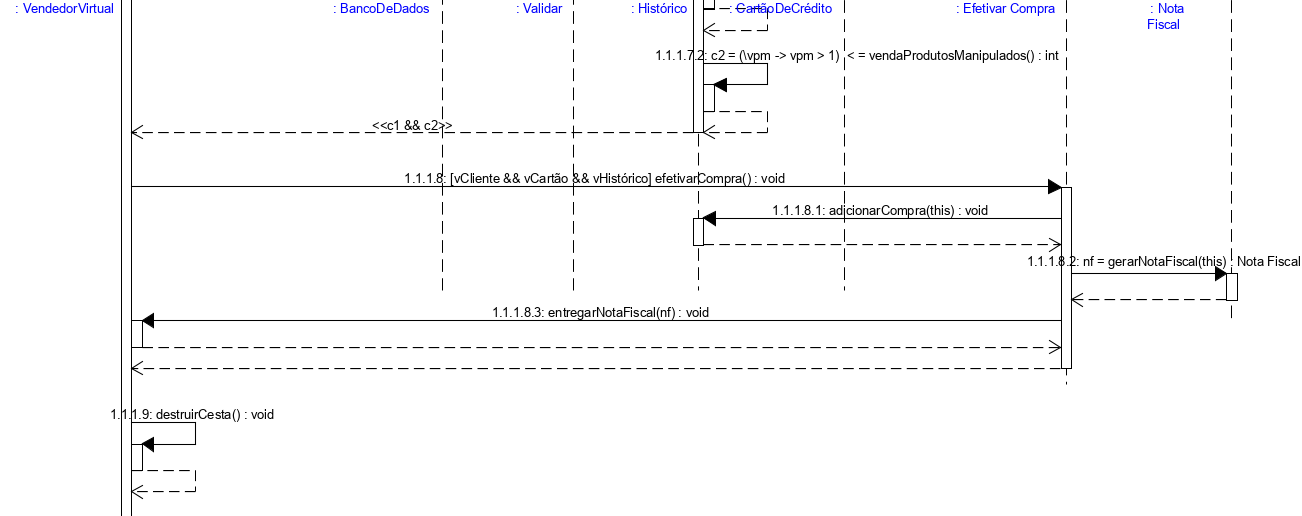 : VendedorVirtual
: BancoDeDados
: Validar
: Histórico
: CartãoDeCrédito
: Efetivar Compra
: Nota
Fiscal
1.1.1.7.2: c2 = (\vpm -> vpm > 1) < = vendaProdutosManipulados() : int
<<c1 && c2>>
1.1.1.8: [vCliente && vCartão && vHistórico] efetivarCompra() : void
1.1.1.8.1: adicionarCompra(this) : void
1.1.1.8.2: nf = gerarNotaFiscal(this) : Nota Fiscal
1.1.1.8.3: entregarNotaFiscal(nf) : void
1.1.1.9: destruirCesta() : void